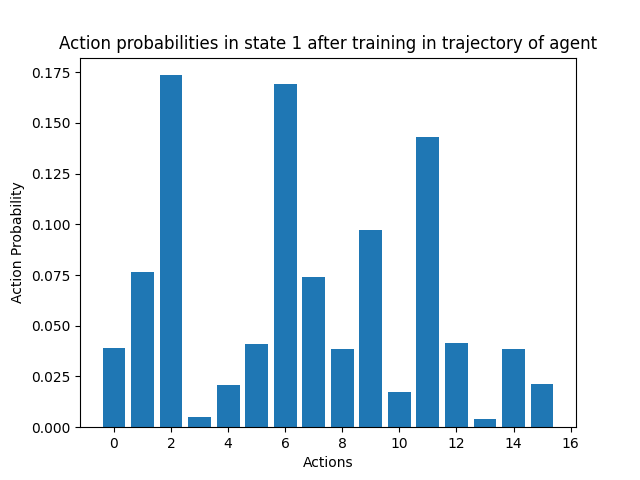 Action probabilities in state 1 after training in trajectory of agent
0.175
0.150
0.125
0.100
0.075
0.050
0.025
0.000
Action Probability
0 2 4 6 8 10 12 14 16
Actions